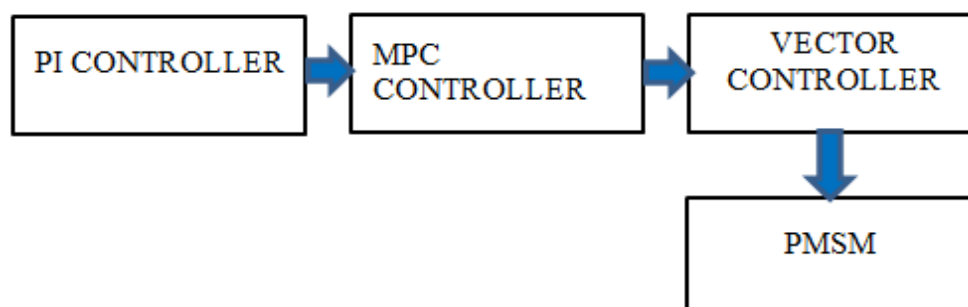 PI CONTROLLER
MPC
CONTROLLER
VECTOR
CONTROLLER
PMSM